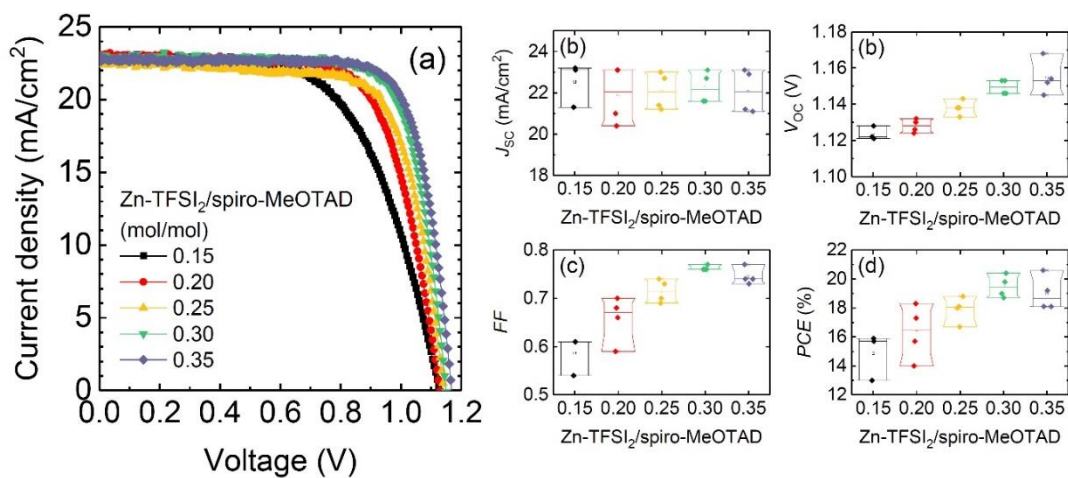 (a)
Current density (mA/cm²)
25
20
15
10
5
0
Zn-TFSI₂/spiro-MeOTAD
(mol/mol)
0.15
0.20
0.25
0.30
0.35
0.0 0.2 0.4 0.6 0.8 1.0 1.2
Voltage (V)
(b)
J_SC (mA/cm²)
24
22
20
18
0.15 0.20 0.25 0.30 0.35
Zn-TFSI₂/spiro-MeOTAD
(b)
V_OC (V)
1.18
1.16
1.14
1.12
1.10
0.15 0.20 0.25 0.30 0.35
Zn-TFSI₂/spiro-MeOTAD
(c)
FF
0.8
0.7
0.6
0.5
0.15 0.20 0.25 0.30 0.35
Zn-TFSI₂/spiro-MeOTAD
(d)
PCE (%)
22
20
18
16
14
12
0.15 0.20 0.25 0.30 0.35
Zn-TFSI₂/spiro-MeOTAD